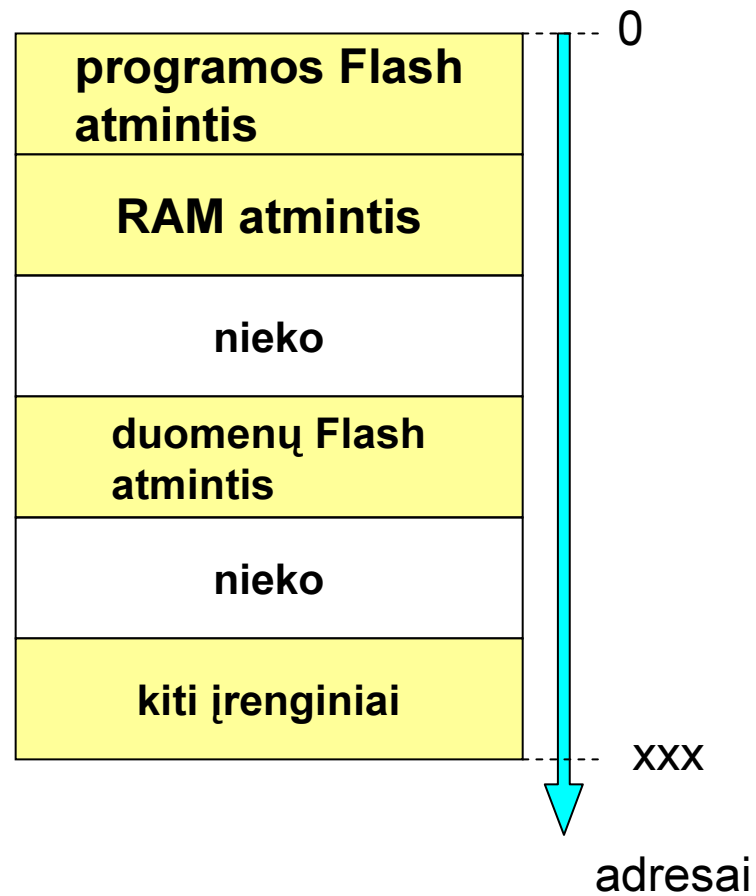 0
programos Flash
atmintis
RAM atmintis
nieko
duomenų Flash
atmintis
nieko
kiti įrenginiai
xxx
adresai